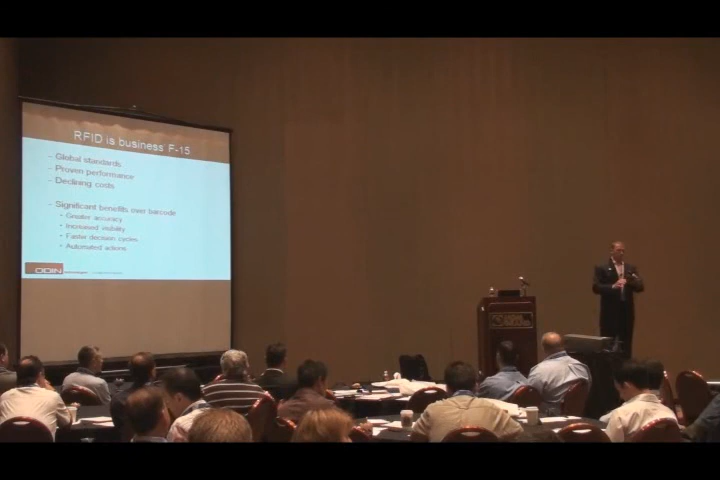 RFID is business' F-15
– Global standards
– Proven performance
– Declining costs
– Significant benefits over barcode
• Greater accuracy
• Increased visibility
• Faster decision cycles
• Automated actions
ODIN